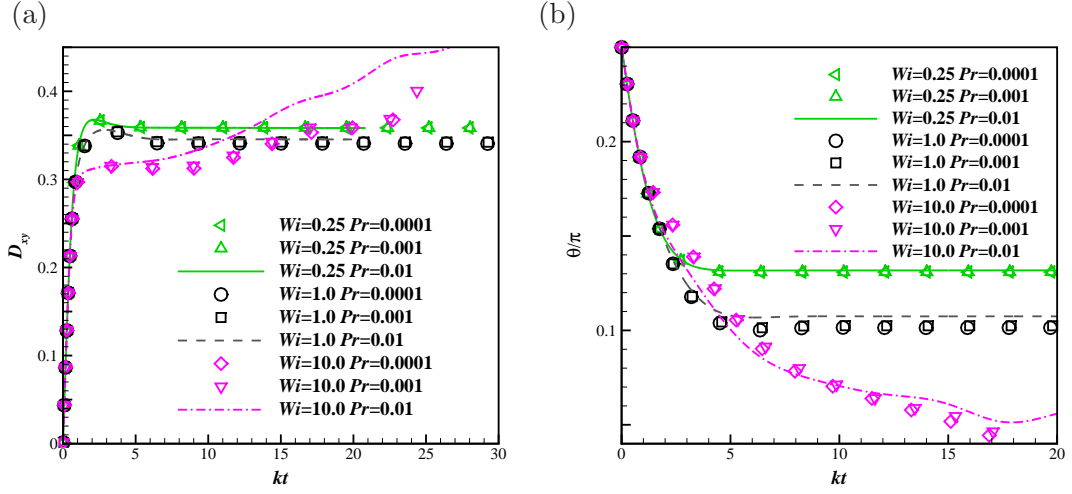 (a)
(b)
D_xy
0
0.1
0.2
0.3
0.4
0
5
10
15
20
25
30
kt
Wi=0.25 Pr=0.0001
Wi=0.25 Pr=0.001
Wi=0.25 Pr=0.01
Wi=1.0 Pr=0.0001
Wi=1.0 Pr=0.001
Wi=1.0 Pr=0.01
Wi=10.0 Pr=0.0001
Wi=10.0 Pr=0.001
Wi=10.0 Pr=0.01
θ/π
0.1
0.2
0
5
10
15
20
kt
Wi=0.25 Pr=0.0001
Wi=0.25 Pr=0.001
Wi=0.25 Pr=0.01
Wi=1.0 Pr=0.0001
Wi=1.0 Pr=0.001
Wi=1.0 Pr=0.01
Wi=10.0 Pr=0.0001
Wi=10.0 Pr=0.001
Wi=10.0 Pr=0.01